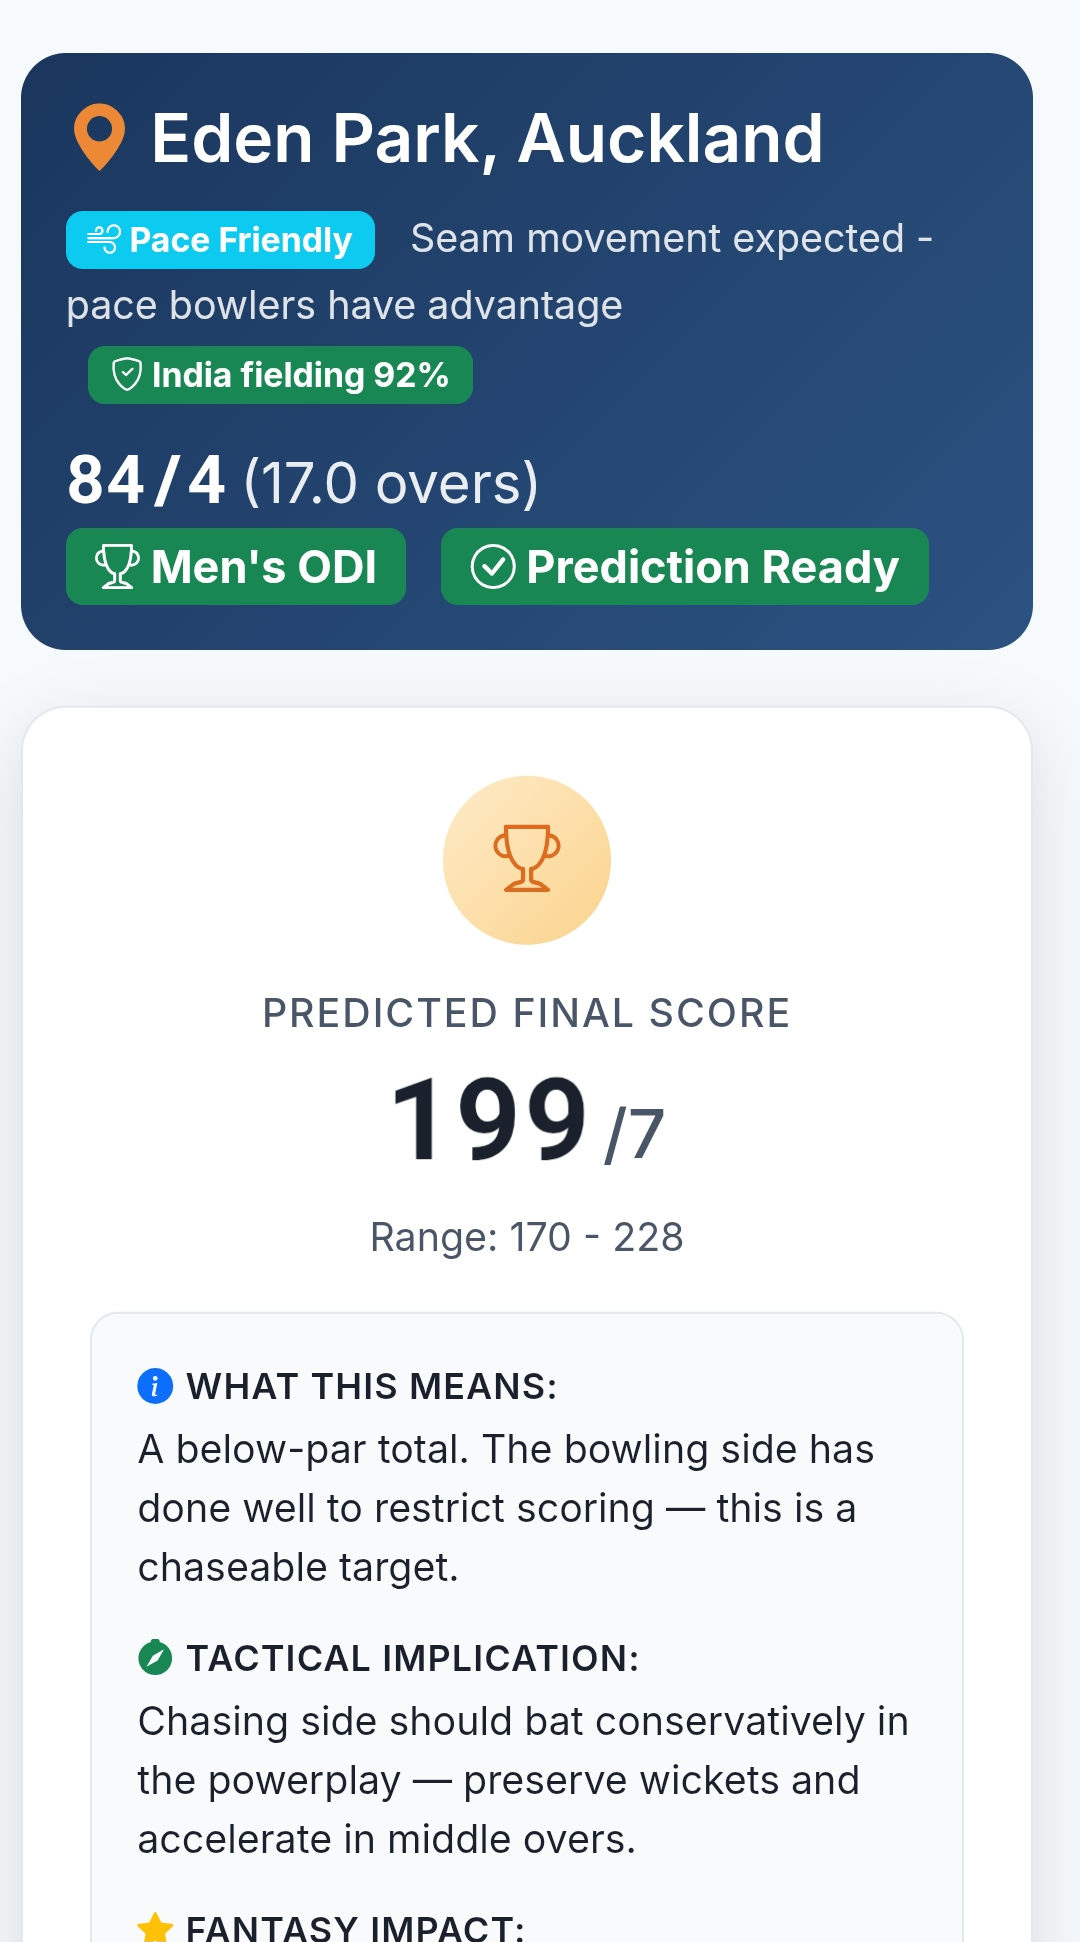 Eden Park, Auckland
Pace Friendly Seam movement expected -
pace bowlers have advantage
India fielding 92%
84/4 (17.0 overs)
Men's ODI Prediction Ready
PREDICTED FINAL SCORE
199 /7
Range: 170 - 228
WHAT THIS MEANS:
A below-par total. The bowling side has
done well to restrict scoring — this is a
chaseable target.
TACTICAL IMPLICATION:
Chasing side should bat conservatively in
the powerplay — preserve wickets and
accelerate in middle overs.
FANTASY IMPACT: